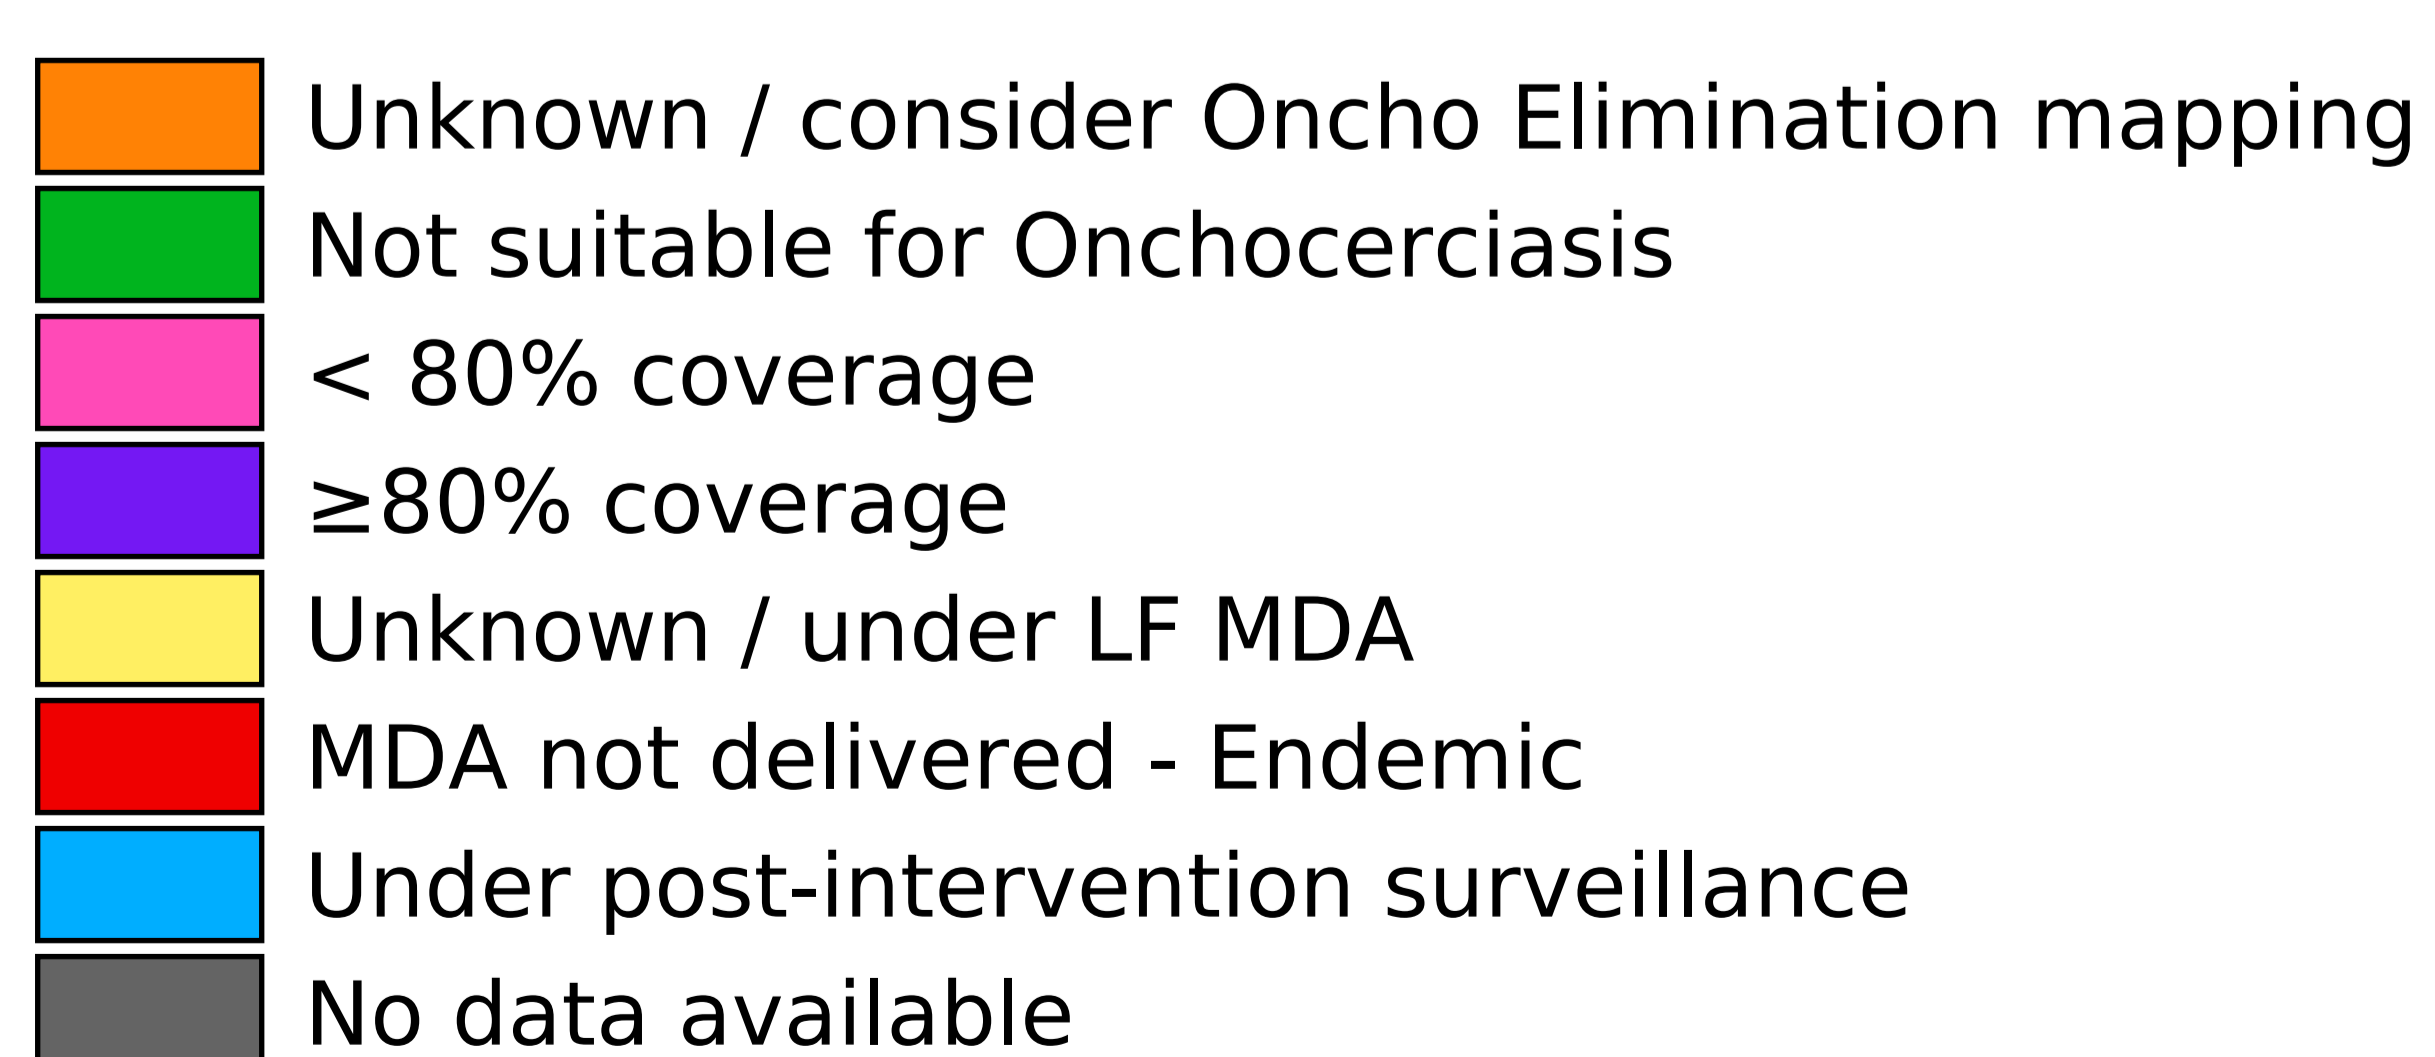 Unknown / consider Oncho Elimination mapping
Not suitable for Onchocerciasis
< 80% coverage
≥80% coverage
Unknown / under LF MDA
MDA not delivered - Endemic
Under post-intervention surveillance
No data available